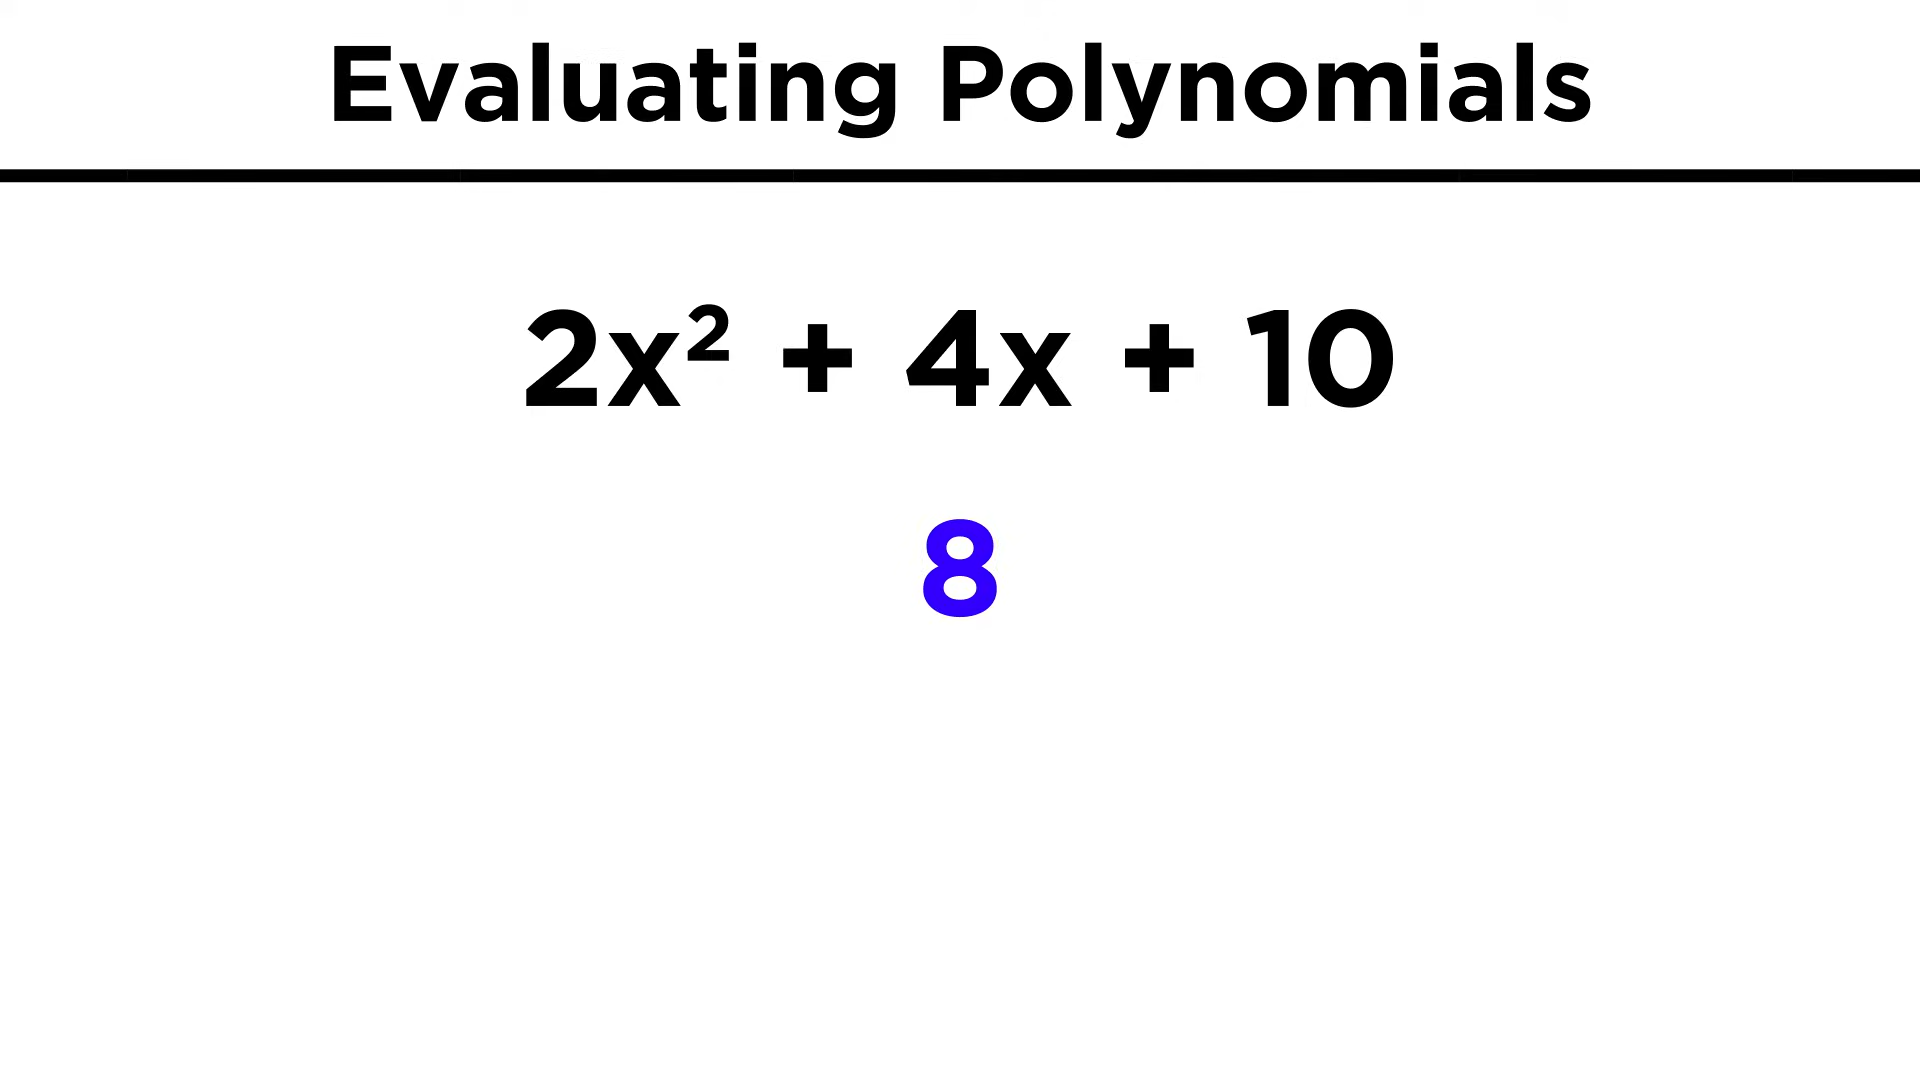 Evaluating Polynomials
2x² + 4x + 10
8